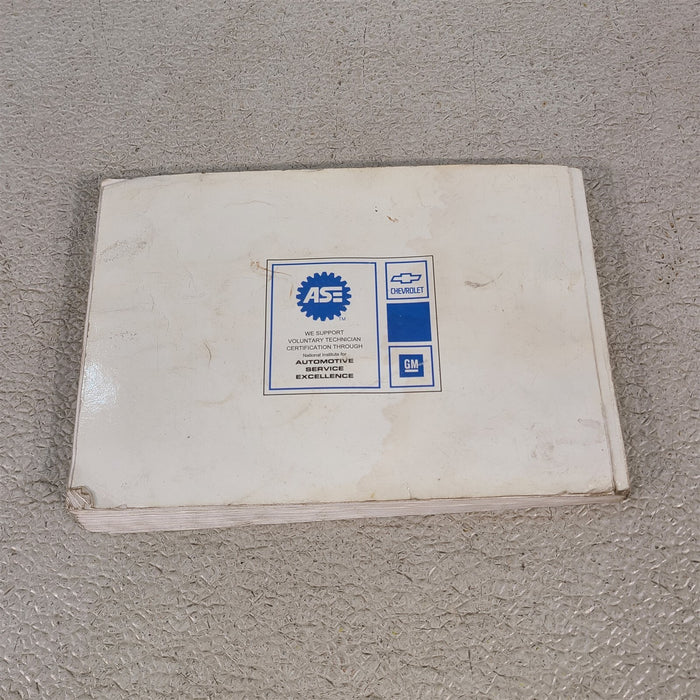 ASE
TM
WE SUPPORT
VOLUNTARY TECHNICIAN
CERTIFICATION THROUGH
National Institute for
AUTOMOTIVE
SERVICE
EXCELLENCE
CHEVROLET
GM